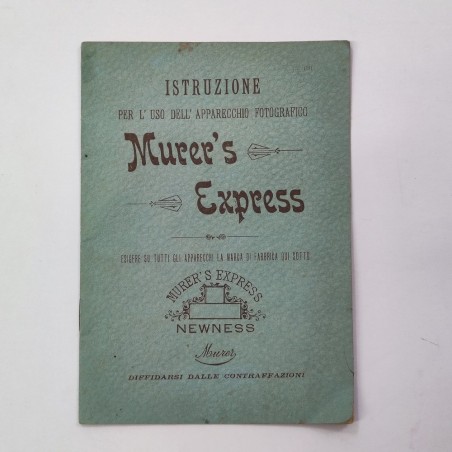 ISTRUZIONE
PER L' USO DELL' APPARECCHIO FOTOGRAFICO
Murer's
Express
ESIGERE SU TUTTI GLI APPARECCHI LA MARCA DI FABBRICA QUI SOTTO
MURER'S EXPRESS
NEWNESS
Murer
DIFFIDARSI DALLE CONTRAFFAZIONI